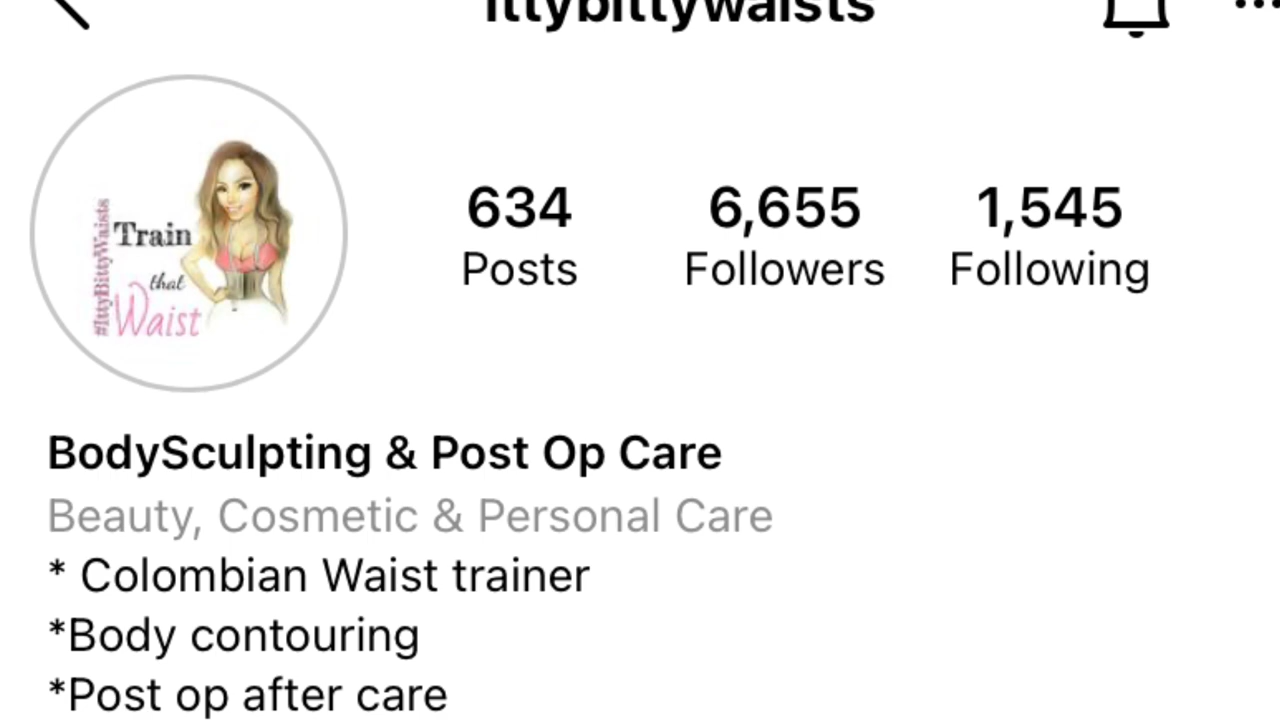 ittybittywaists
#IttyBittyWaists
Train
that
Waist
634
Posts
6,655
Followers
1,545
Following
BodySculpting & Post Op Care
Beauty, Cosmetic & Personal Care
* Colombian Waist trainer
*Body contouring
*Post op after care